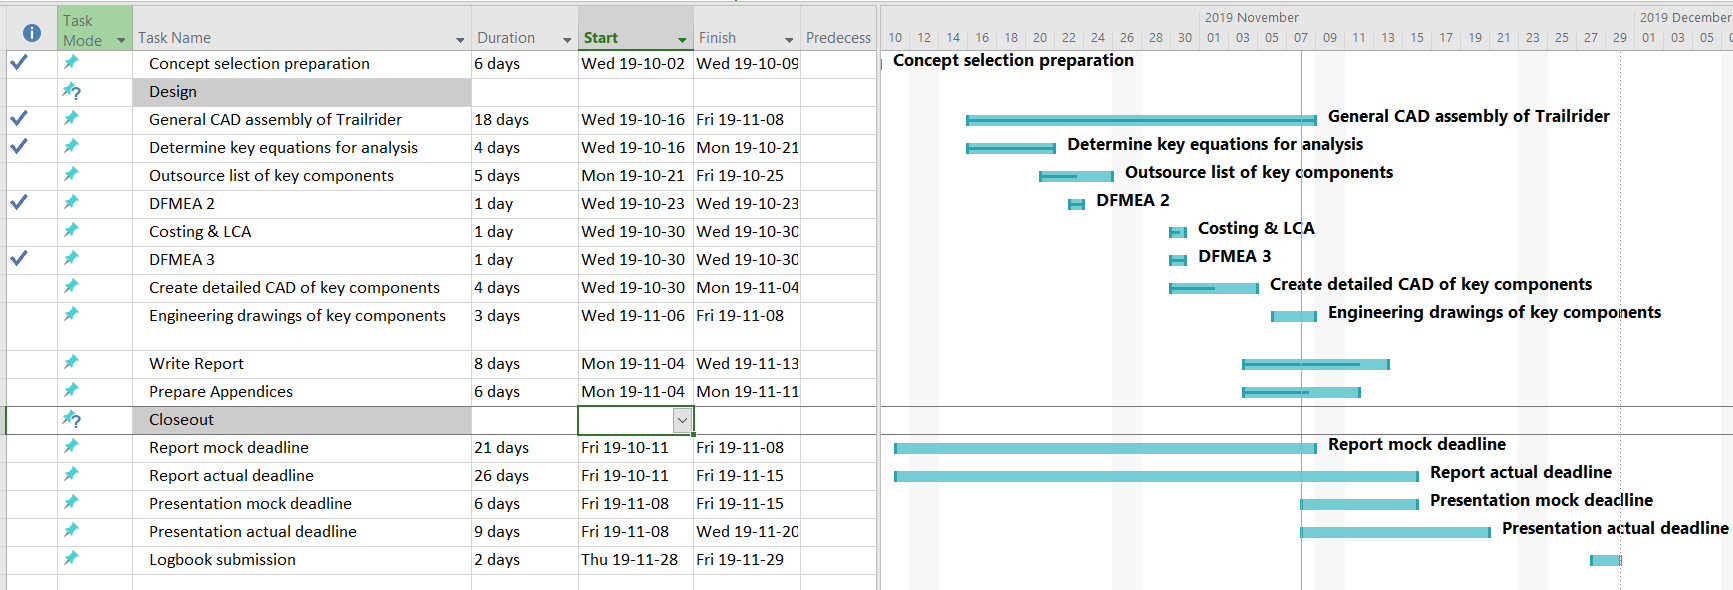 2019 November 2019 December
Task Mode Task Name Duration Start Finish Predecess 10 12 14 16 18 20 22 24 26 28 30 01 03 05 07 09 11 13 15 17 19 21 23 25 27 29 01 03 05
Concept selection preparation 6 days Wed 19-10-02 Wed 19-10-09 Concept selection preparation
Design
General CAD assembly of Trailrider 18 days Wed 19-10-16 Fri 19-11-08 General CAD assembly of Trailrider
Determine key equations for analysis 4 days Wed 19-10-16 Mon 19-10-21 Determine key equations for analysis
Outsource list of key components 5 days Mon 19-10-21 Fri 19-10-25 Outsource list of key components
DFMEA 2 1 day Wed 19-10-23 Wed 19-10-23 DFMEA 2
Costing & LCA 1 day Wed 19-10-30 Wed 19-10-30 Costing & LCA
DFMEA 3 1 day Wed 19-10-30 Wed 19-10-30 DFMEA 3
Create detailed CAD of key components 4 days Wed 19-10-30 Mon 19-11-04 Create detailed CAD of key components
Engineering drawings of key components 3 days Wed 19-11-06 Fri 19-11-08 Engineering drawings of key components
Write Report 8 days Mon 19-11-04 Wed 19-11-13
Prepare Appendices 6 days Mon 19-11-04 Mon 19-11-11
Closeout
Report mock deadline 21 days Fri 19-10-11 Fri 19-11-08 Report mock deadline
Report actual deadline 26 days Fri 19-10-11 Fri 19-11-15 Report actual deadline
Presentation mock deadline 6 days Fri 19-11-08 Fri 19-11-15 Presentation mock deadline
Presentation actual deadline 9 days Fri 19-11-08 Wed 19-11-20 Presentation actual deadline
Logbook submission 2 days Thu 19-11-28 Fri 19-11-29